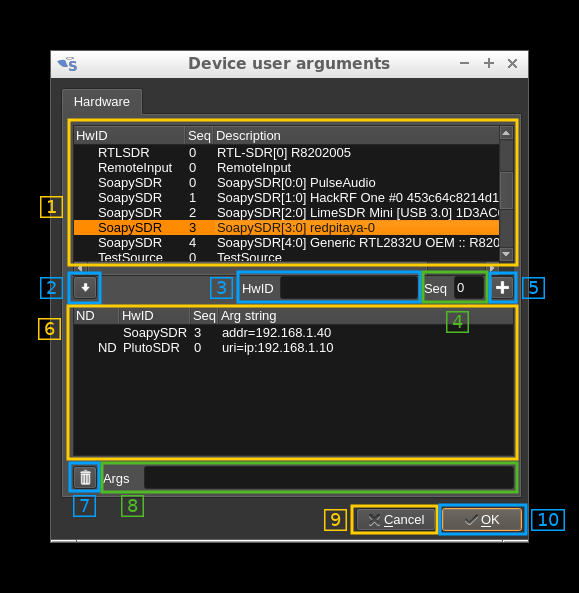 Device user arguments
Hardware
HwID Seq Description
RTLSDR 0 RTL-SDR[0] R8202005
RemoteInput 0 RemoteInput
SoapySDR 0 SoapySDR[0:0] PulseAudio
SoapySDR 1 SoapySDR[1:0] HackRF One #0 453c64c8214d1
SoapySDR 2 SoapySDR[2:0] LimeSDR Mini [USB 3.0] 1D3AC
SoapySDR 3 SoapySDR[3:0] redpitaya-0
SoapySDR 4 SoapySDR[4:0] Generic RTL2832U OEM :: R820
TestSource 0 TestSource
1
2 3 HwID Seq 0 + 5
4
6 ND HwID Seq Arg string
SoapySDR 3 addr=192.168.1.40
ND PlutoSDR 0 uri=ip:192.168.1.10
Args
7 8
9 Cancel OK 10